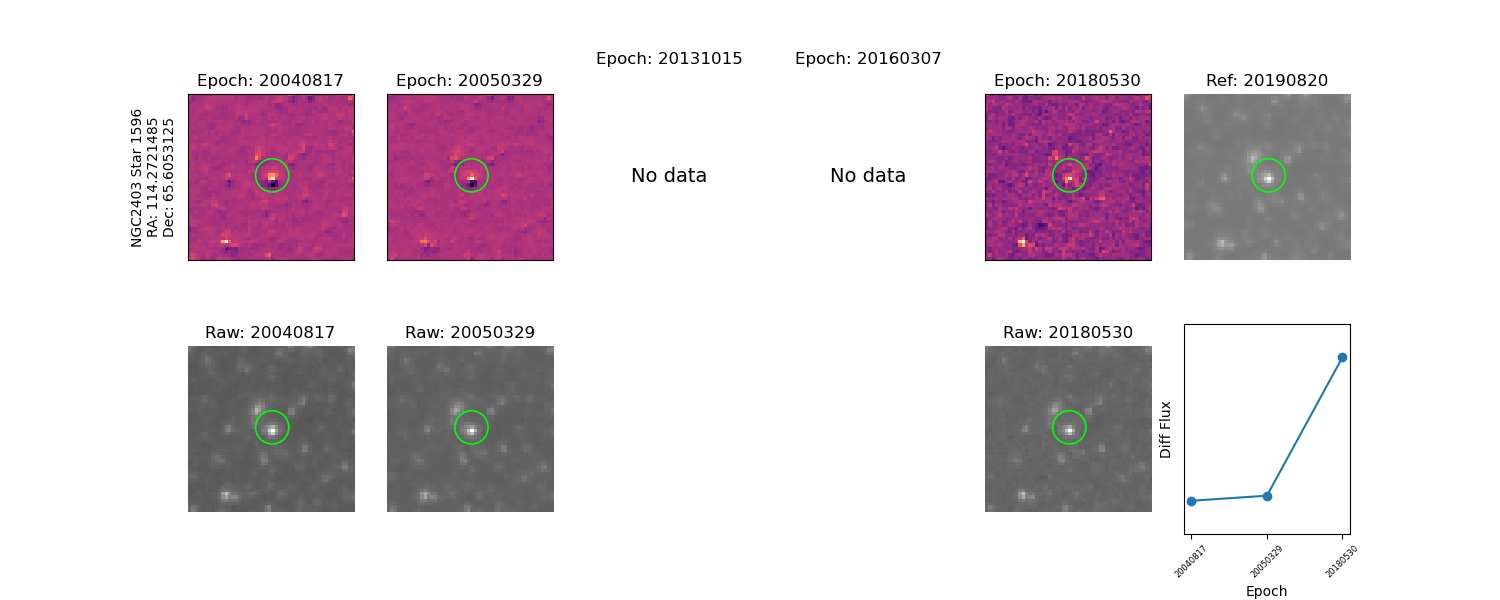 Epoch: 20040817
Epoch: 20050329
Epoch: 20131015
Epoch: 20160307
Epoch: 20180530
Ref: 20190820
NGC2403 Star 1596
RA: 114.2721485
Dec: 65.6053125
No data
No data
Raw: 20040817
Raw: 20050329
Raw: 20180530
Diff Flux
20040817
20050329
20180530
Epoch